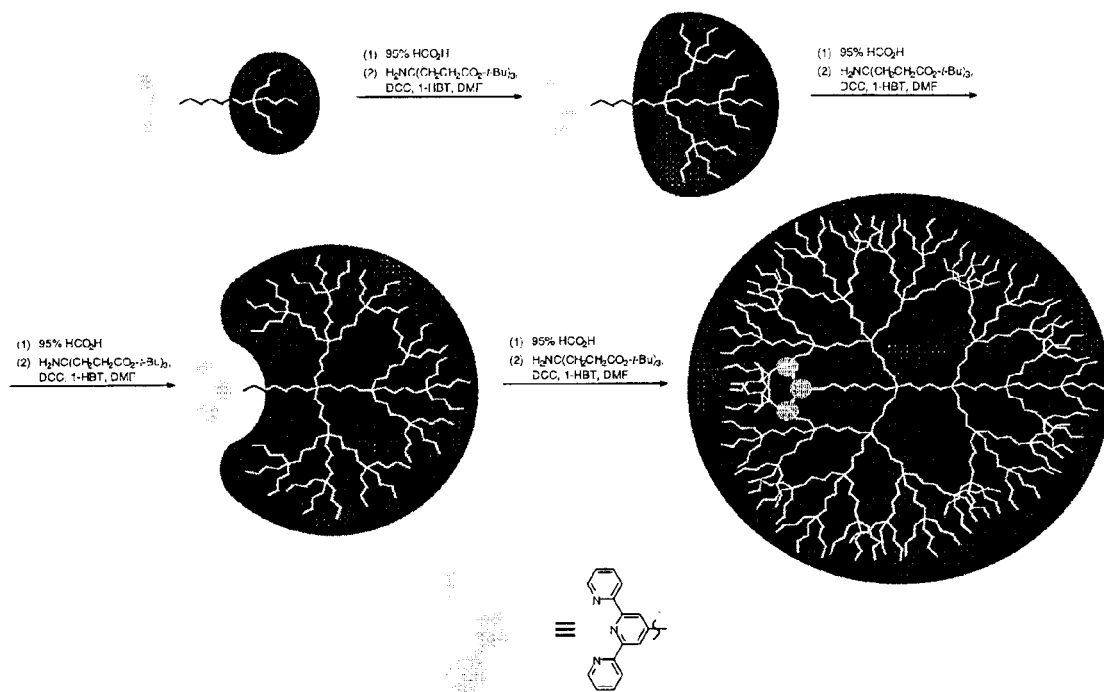 (1) 95% HCO₂H
(2) H₂NC(CH₂CH₂CO₂-t-Bu)₃,
DCC, 1-HBT, DMF
(1) 95% HCO₂H
(2) H₂NC(CH₂CH₂CO₂-t-Bu)₃,
DCC, 1-HBT, DMF
(1) 95% HCO₂H
(2) H₂NC(CH₂CH₂CO₂-t-Bu)₃,
DCC, 1-HBT, DMF
(1) 95% HCO₂H
(2) H₂NC(CH₂CH₂CO₂-t-Bu)₃,
DCC, 1-HBT, DMF
≡
N
N
N